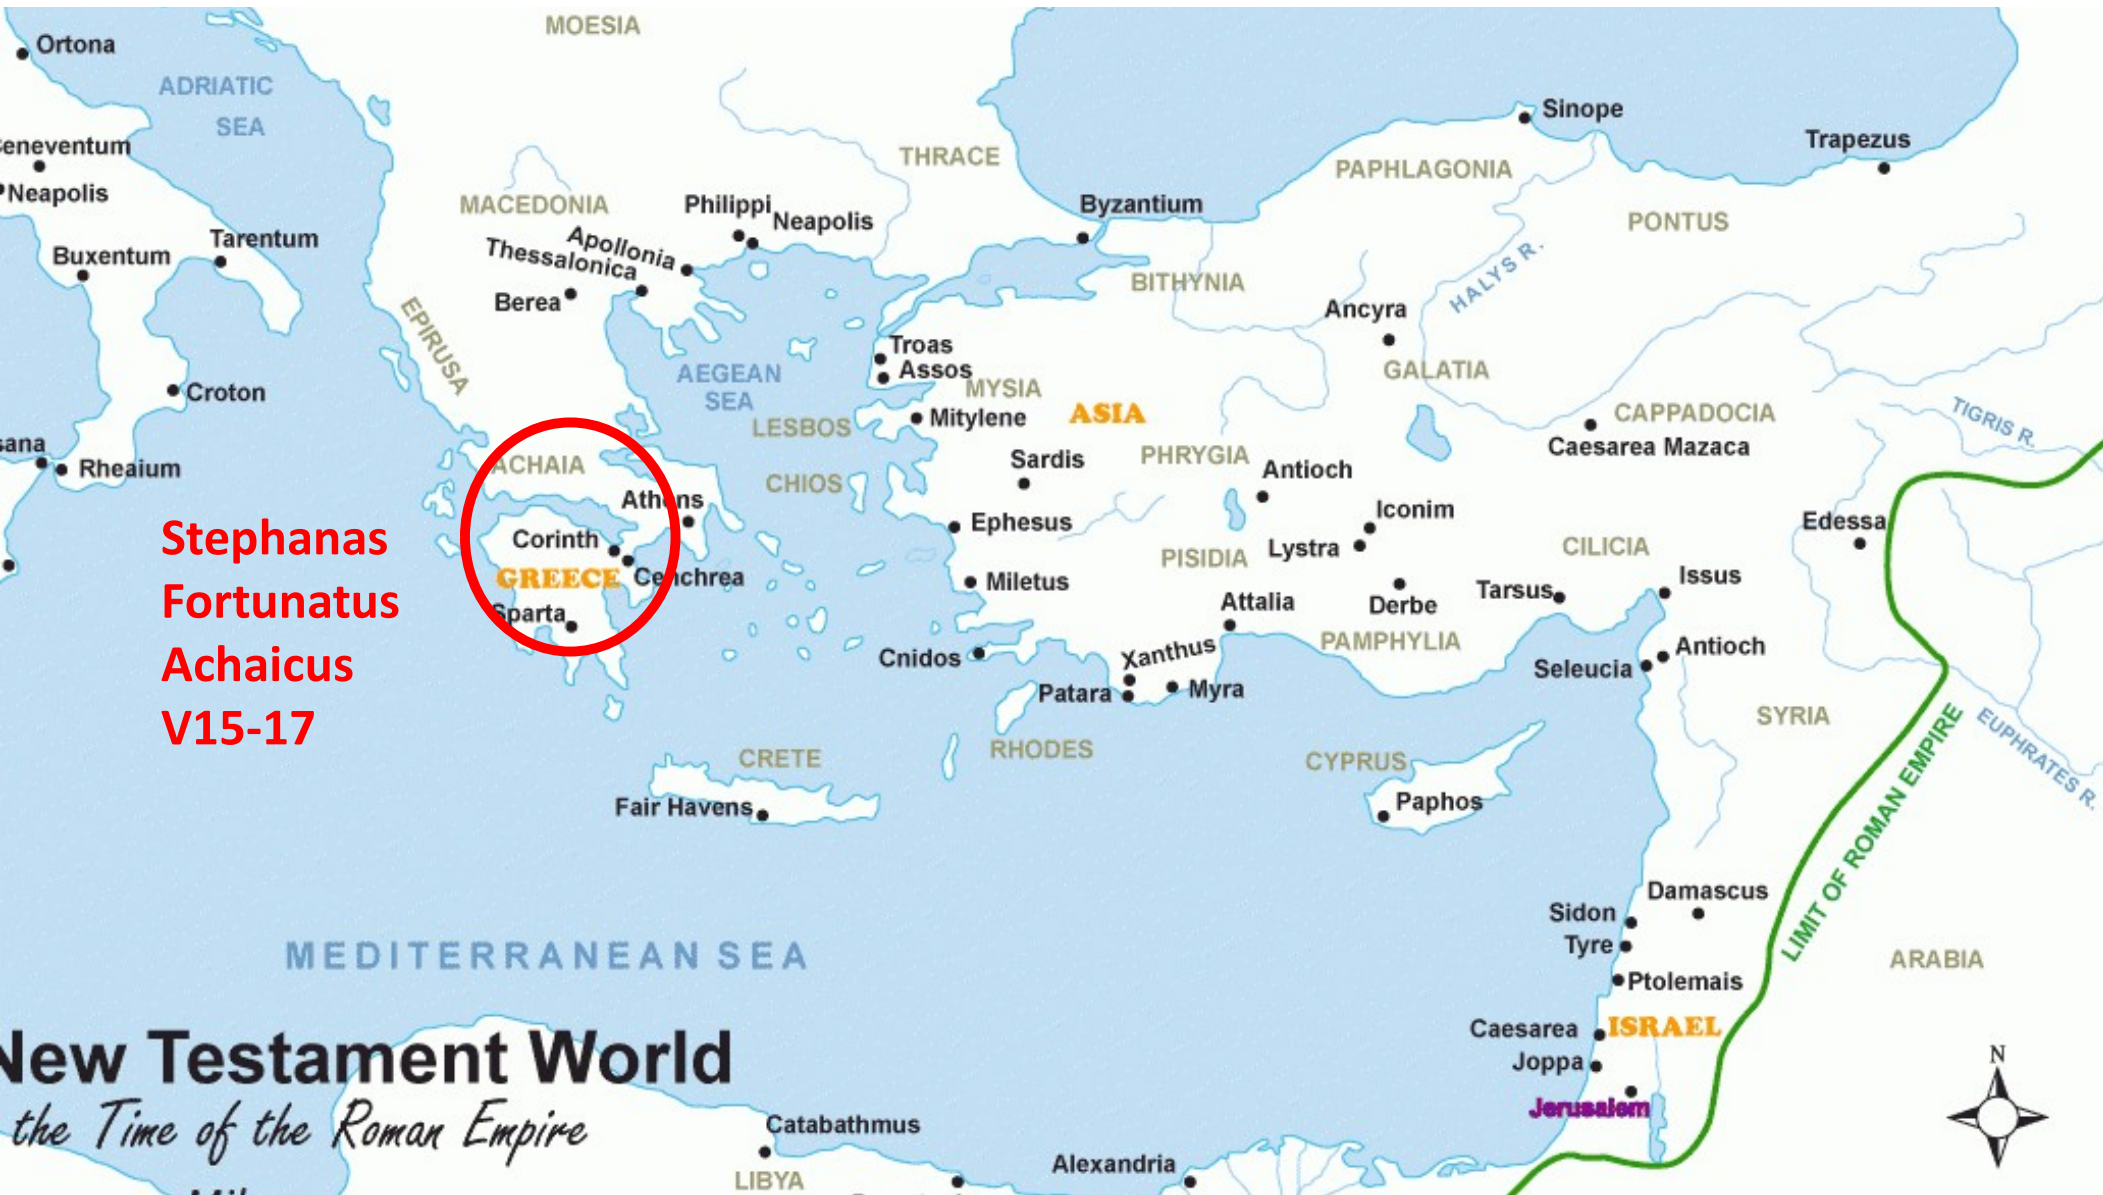 MOESIA
Ortona
ADRIATIC
SEA
Sinope
Trapezus
eneventum
Neapolis
THRACE
PAPHLAGONIA
MACEDONIA
Philippi
Neapolis
Byzantium
PONTUS
Buxentum
Tarentum
Apollonia
Thessalonica
Berea
BITHYNIA
HALYS R.
Ancyra
EPIRUSA
Troas
Assos
AEGEAN
SEA
MYSIA
ASIA
GALATIA
Croton
LESBOS
Mitylene
CAPPADOCIA
Caesarea Mazaca
TIGRIS R.
sana
Rheaium
ACHAIA
CHIOS
Sardis
PHRYGIA
Antioch
Athens
Iconim
Ephesus
Edessa
Stephanas
Fortunatus
Achaicus
V15-17
Corinth
GREECE
Cenchrea
Sparta
Lystra
PISIDIA
CILICIA
Miletus
Attalia
Derbe
Tarsus
Issus
PAMPHYLIA
Cnidos
Xanthus
Patara
Myra
Seleucia
Antioch
SYRIA
EUPHRATES R.
CRETE
RHODES
CYPRUS
Fair Havens
Paphos
LIMIT OF ROMAN EMPIRE
Damascus
Sidon
Tyre
MEDITERRANEAN SEA
Ptolemais
ARABIA
Caesarea
ISRAEL
Joppa
Jerusalem
N
New Testament World
the Time of the Roman Empire
Catabathmus
LIBYA
Alexandria